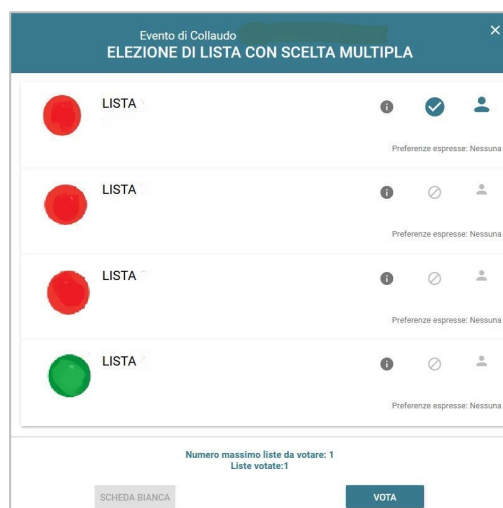 Evento di Collaudo
ELEZIONE DI LISTA CON SCELTA MULTIPLA
LISTA
Preferenze espresse: Nessuna
LISTA
Preferenze espresse: Nessuna
LISTA
Preferenze espresse: Nessuna
LISTA
Preferenze espresse: Nessuna
Numero massimo liste da votare: 1
Liste votate:1
SCHEDA BIANCA VOTA